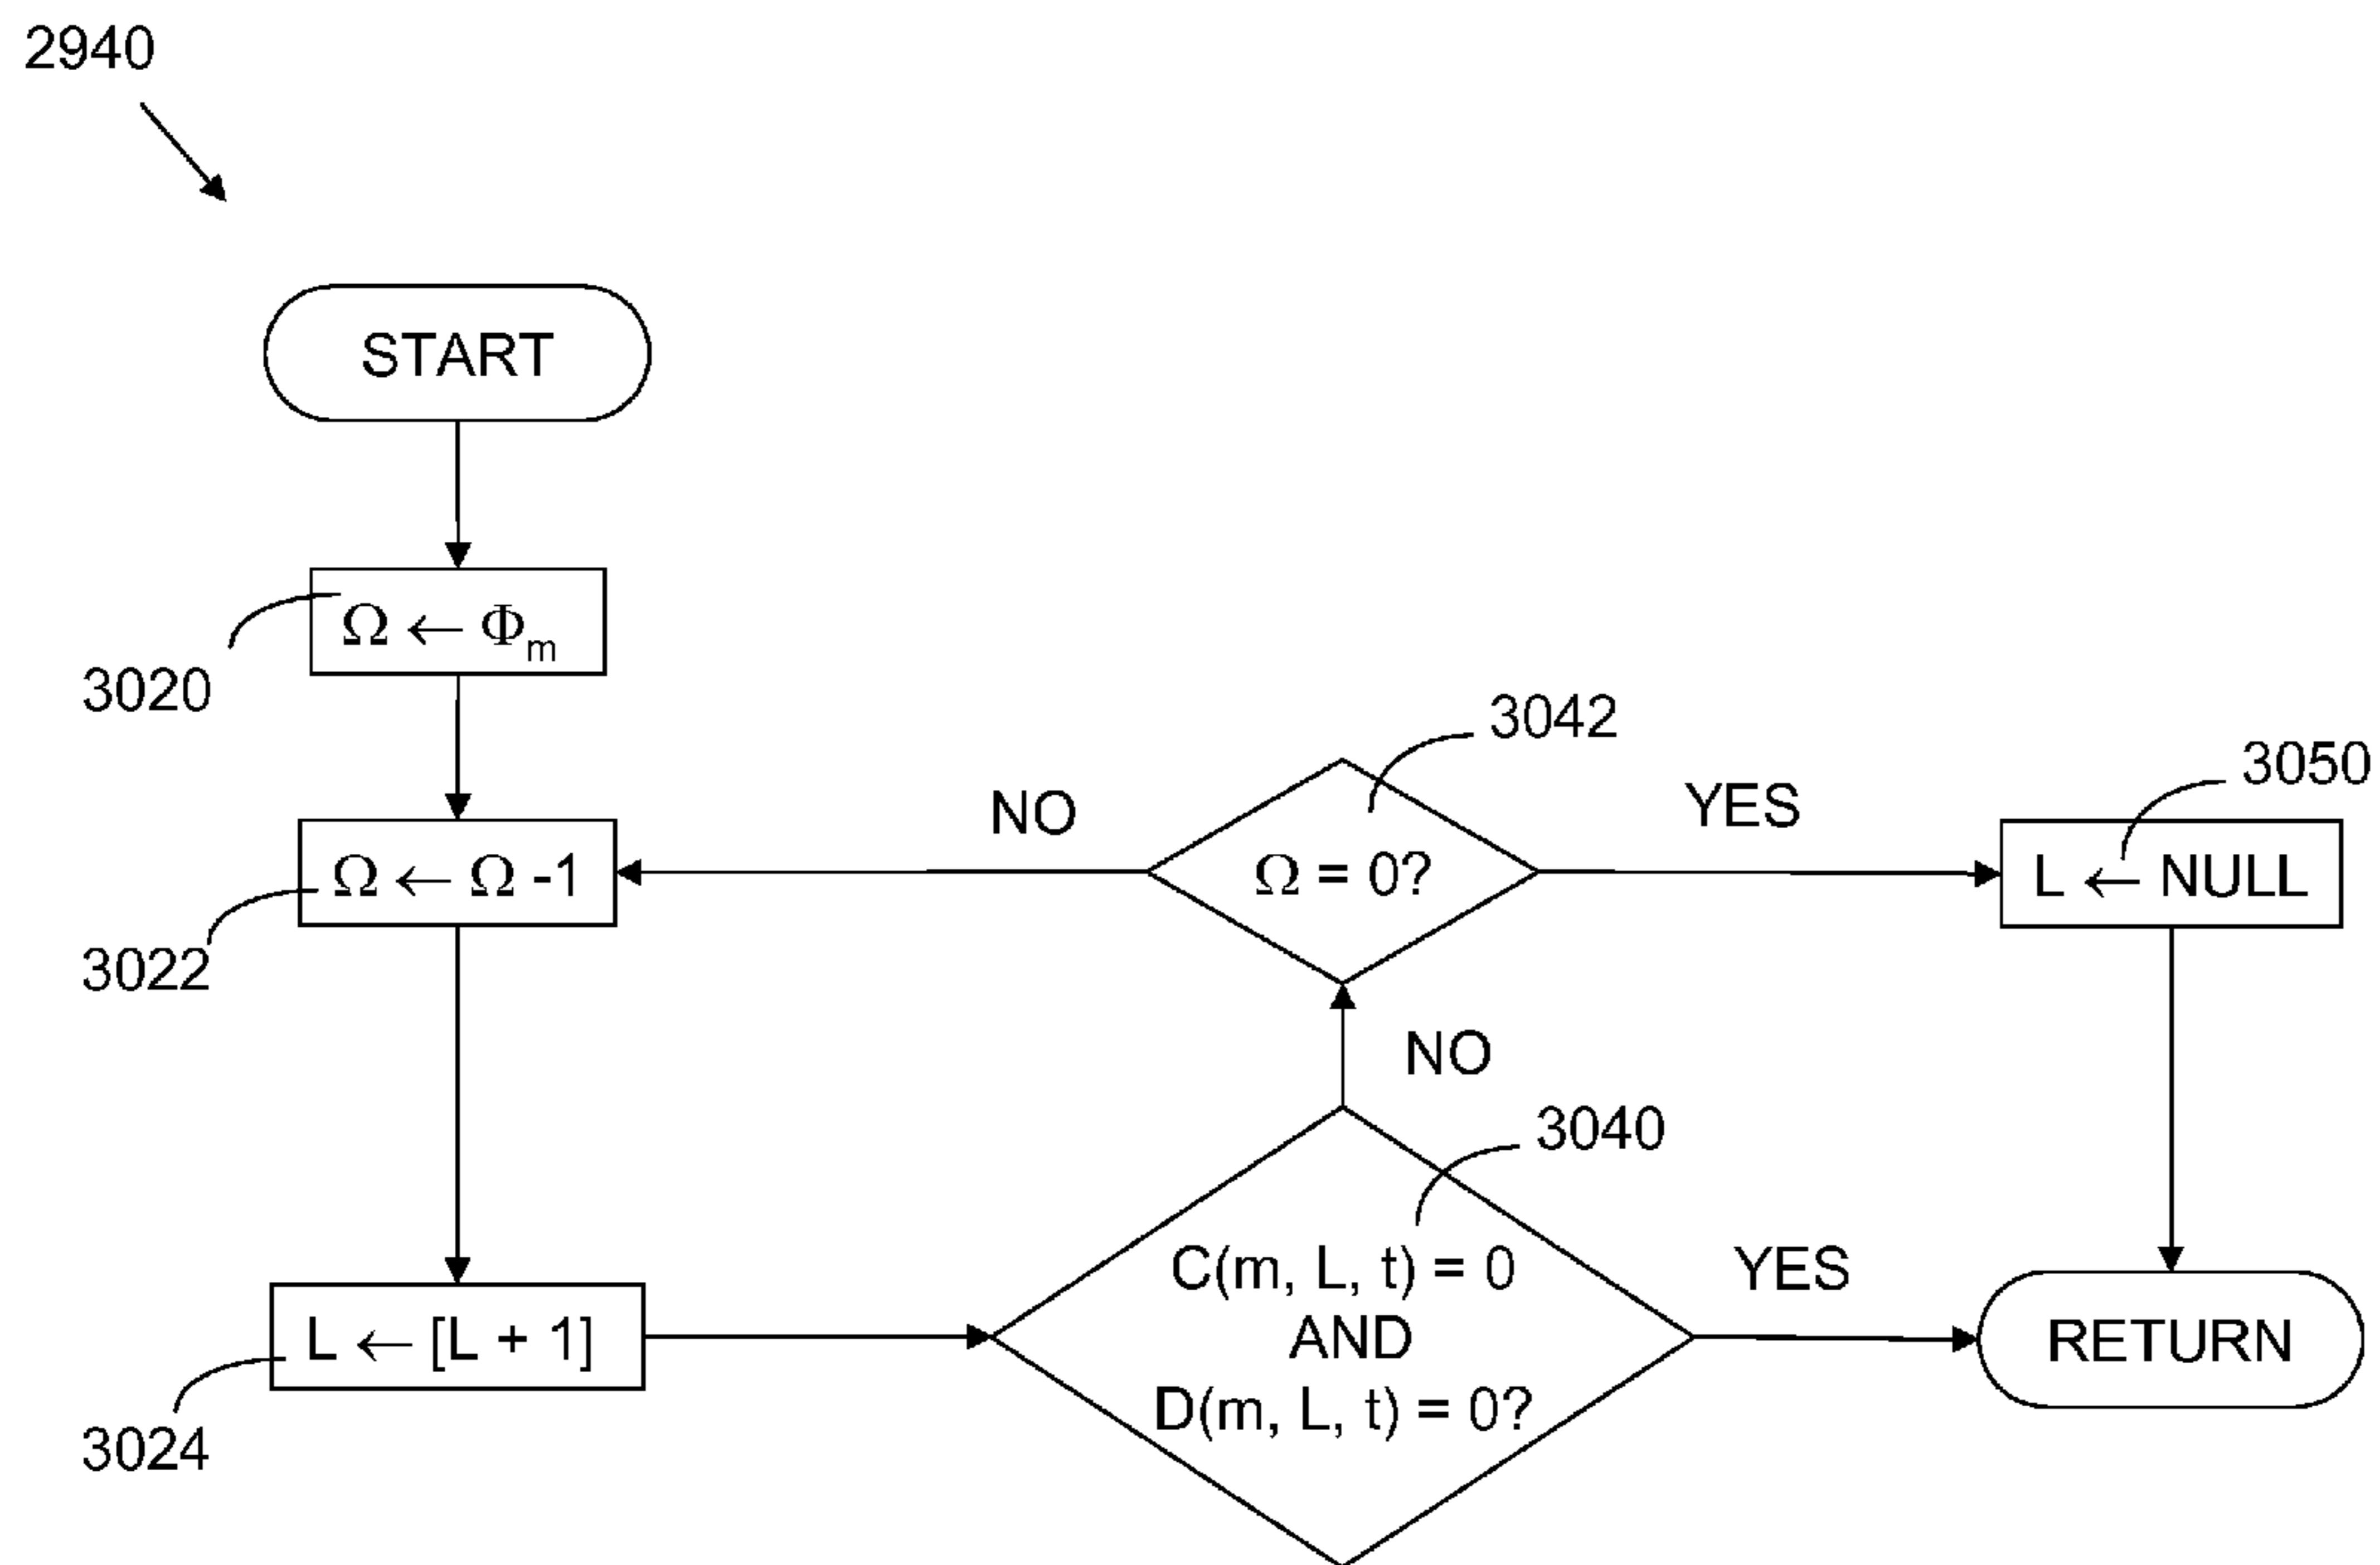 2940
START
Ω ← Φm
3020
3042
3050
NO
YES
Ω ← Ω -1
Ω = 0?
L ← NULL
3022
NO
3040
C(m, L, t) = 0
AND
D(m, L, t) = 0?
YES
L ← [L + 1]
RETURN
3024